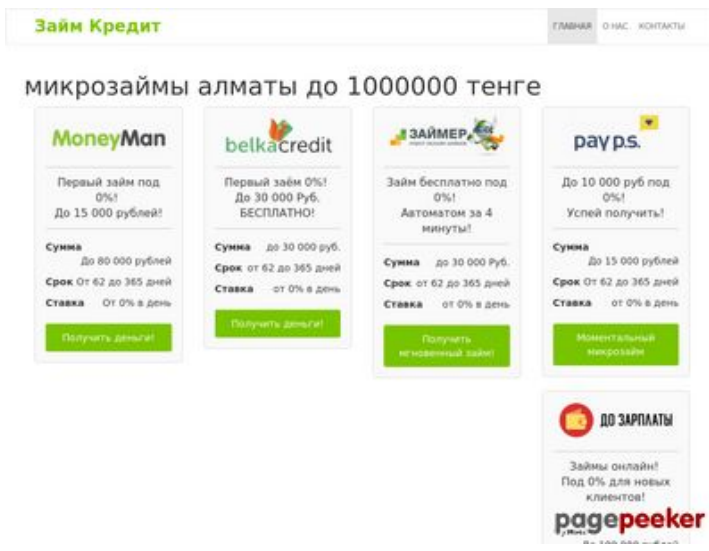 Займ Кредит
ГЛАВНАЯ О НАС КОНТАКТЫ
микрозаймы алматы до 1000000 тенге
MoneyMan
Первый займ под
0%!
До 15 000 рублей!
Сумма
До 80 000 рублей
Срок От 62 до 365 дней
Ставка От 0% в день
Получить деньги!
belkacredit
Первый заём 0%!
До 30 000 Руб.
БЕСПЛАТНО!
Сумма до 30 000 руб.
Срок от 62 до 365 дней
Ставка от 0% в день
Получить деньги!
ЗАЙМЕР
Займ бесплатно под
0%!
Автоматом за 4
минуты!
Сумма до 30 000 Руб.
Срок от 62 до 365 дней
Ставка от 0% в день
Получить
мгновенный займ!
pay p.s.
До 10 000 руб под
0%!
Успей получить!
Сумма
До 15 000 рублей
Срок От 62 до 365 дней
Ставка От 0% в день
Моментальный
микрозайм
ДО ЗАРПЛАТЫ
Займы онлайн!
Под 0% для новых
клиентов!
pagepeeker
До 100 000 рублей